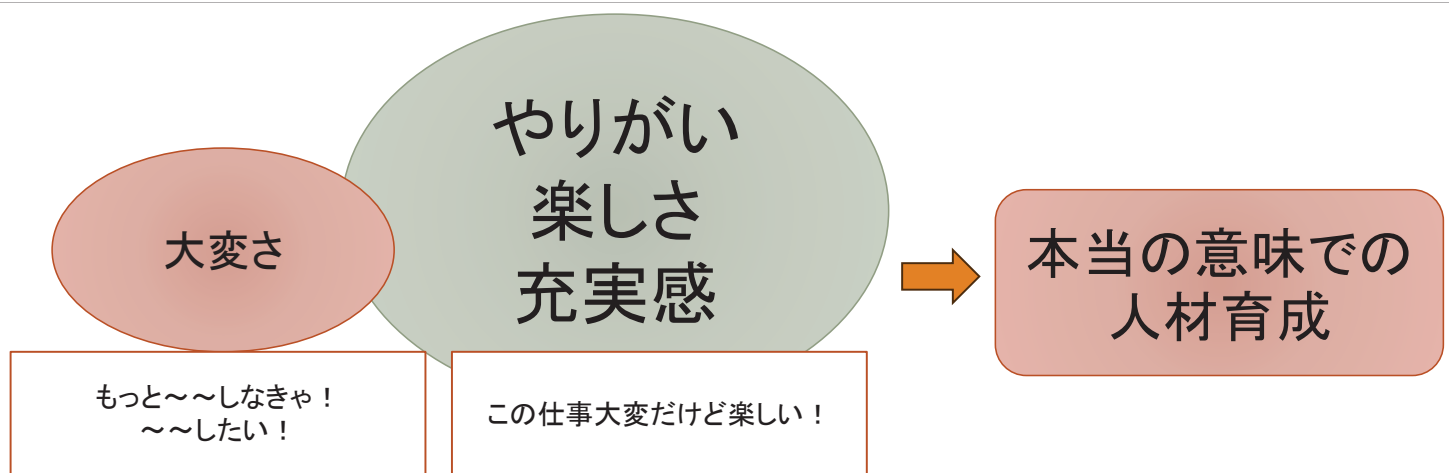 大変さ
やりがい
楽しさ
充実感
本当の意味での
人材育成
もっと～～しなきゃ！
～～したい！
この仕事大変だけど楽しい！